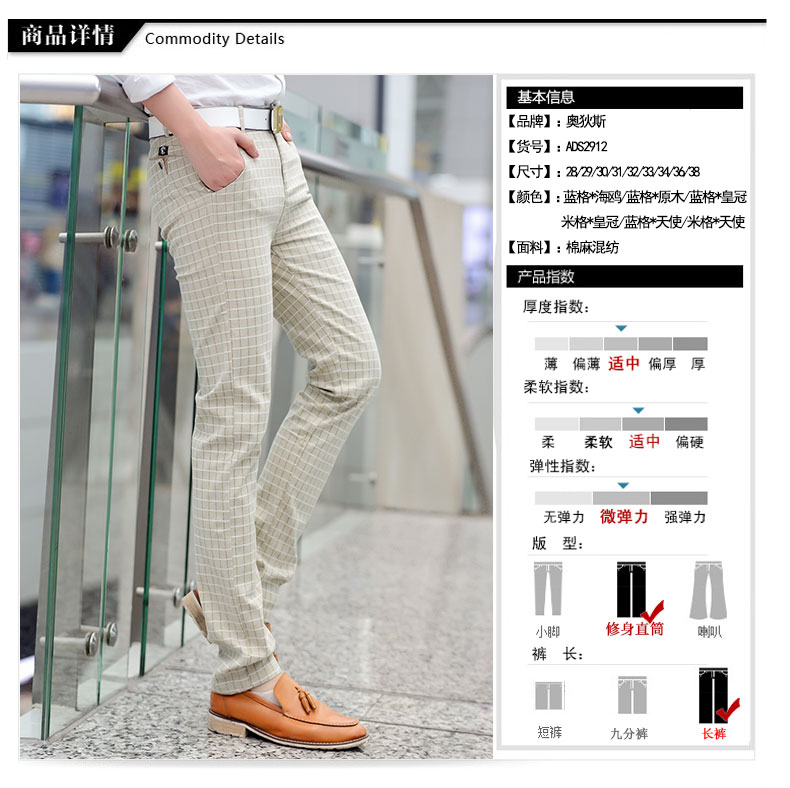 商品详情 Commodity Details
基本信息
【品牌】：奥狄斯
【货号】：ADS2912
【尺寸】：28/29/30/31/32/33/34/36/38
【颜色】：蓝格*海鸥/蓝格*原木/蓝格*皇冠
米格*皇冠/蓝格*天使/米格*天使
【面料】：棉麻混纺
产品指数
厚度指数：
薄 偏薄 适中 偏厚 厚
柔软指数：
柔 柔软 适中 偏硬
弹性指数：
无弹力 微弹力 强弹力
版 型：
小脚 修身直筒 喇叭
裤 长：
短裤 九分裤 长裤